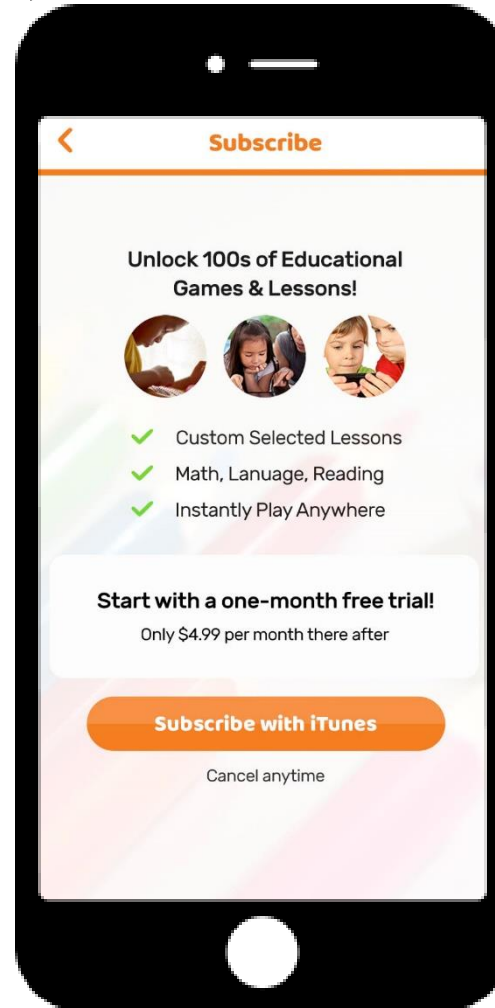 Subscribe
Unlock 100s of Educational
Games & Lessons!
Custom Selected Lessons
Math, Lanuage, Reading
Instantly Play Anywhere
Start with a one-month free trial!
Only $4.99 per month there after
Subscribe with iTunes
Cancel anytime